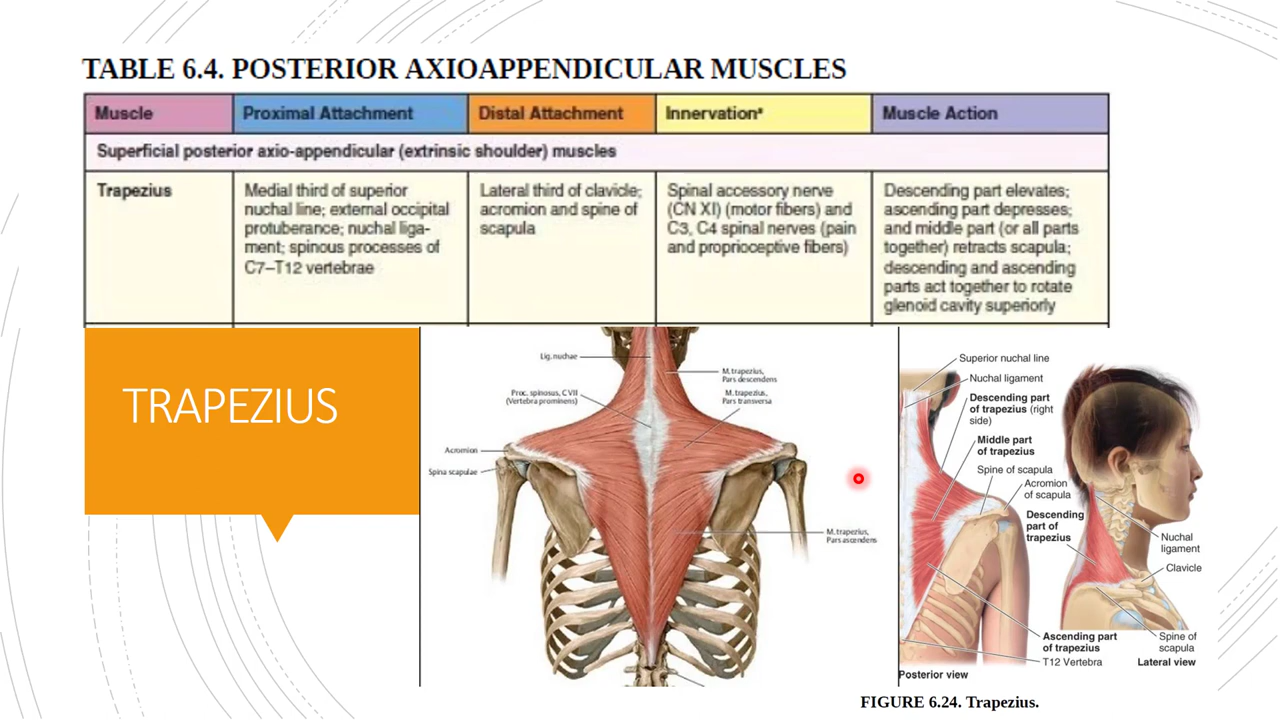 TABLE 6.4. POSTERIOR AXIOAPPENDICULAR MUSCLES
Muscle
Proximal Attachment
Distal Attachment
Innervationᵃ
Muscle Action
Superficial posterior axio-appendicular (extrinsic shoulder) muscles
Trapezius
Medial third of superior
nuchal line; external occipital
protuberance; nuchal liga-
ment; spinous processes of
C7–T12 vertebrae
Lateral third of clavicle;
acromion and spine of
scapula
Spinal accessory nerve
(CN XI) (motor fibers) and
C3, C4 spinal nerves (pain
and proprioceptive fibers)
Descending part elevates;
ascending part depresses;
and middle part (or all parts
together) retracts scapula;
descending and ascending
parts act together to rotate
glenoid cavity superiorly
TRAPEZIUS
Lig. nuchae
Proc. spinosus, C VII
(Vertebra prominens)
Acromion
Spina scapulae
M. trapezius,
Pars descendens
M. trapezius,
Pars transversa
M. trapezius,
Pars ascendens
Superior nuchal line
Nuchal ligament
Descending part
of trapezius (right
side)
Middle part
of trapezius
Spine of scapula
Acromion
of scapula
Descending
part of
trapezius
Nuchal
ligament
Clavicle
Ascending part
of trapezius
T12 Vertebra
Spine of
scapula
Lateral view
Posterior view
FIGURE 6.24. Trapezius.